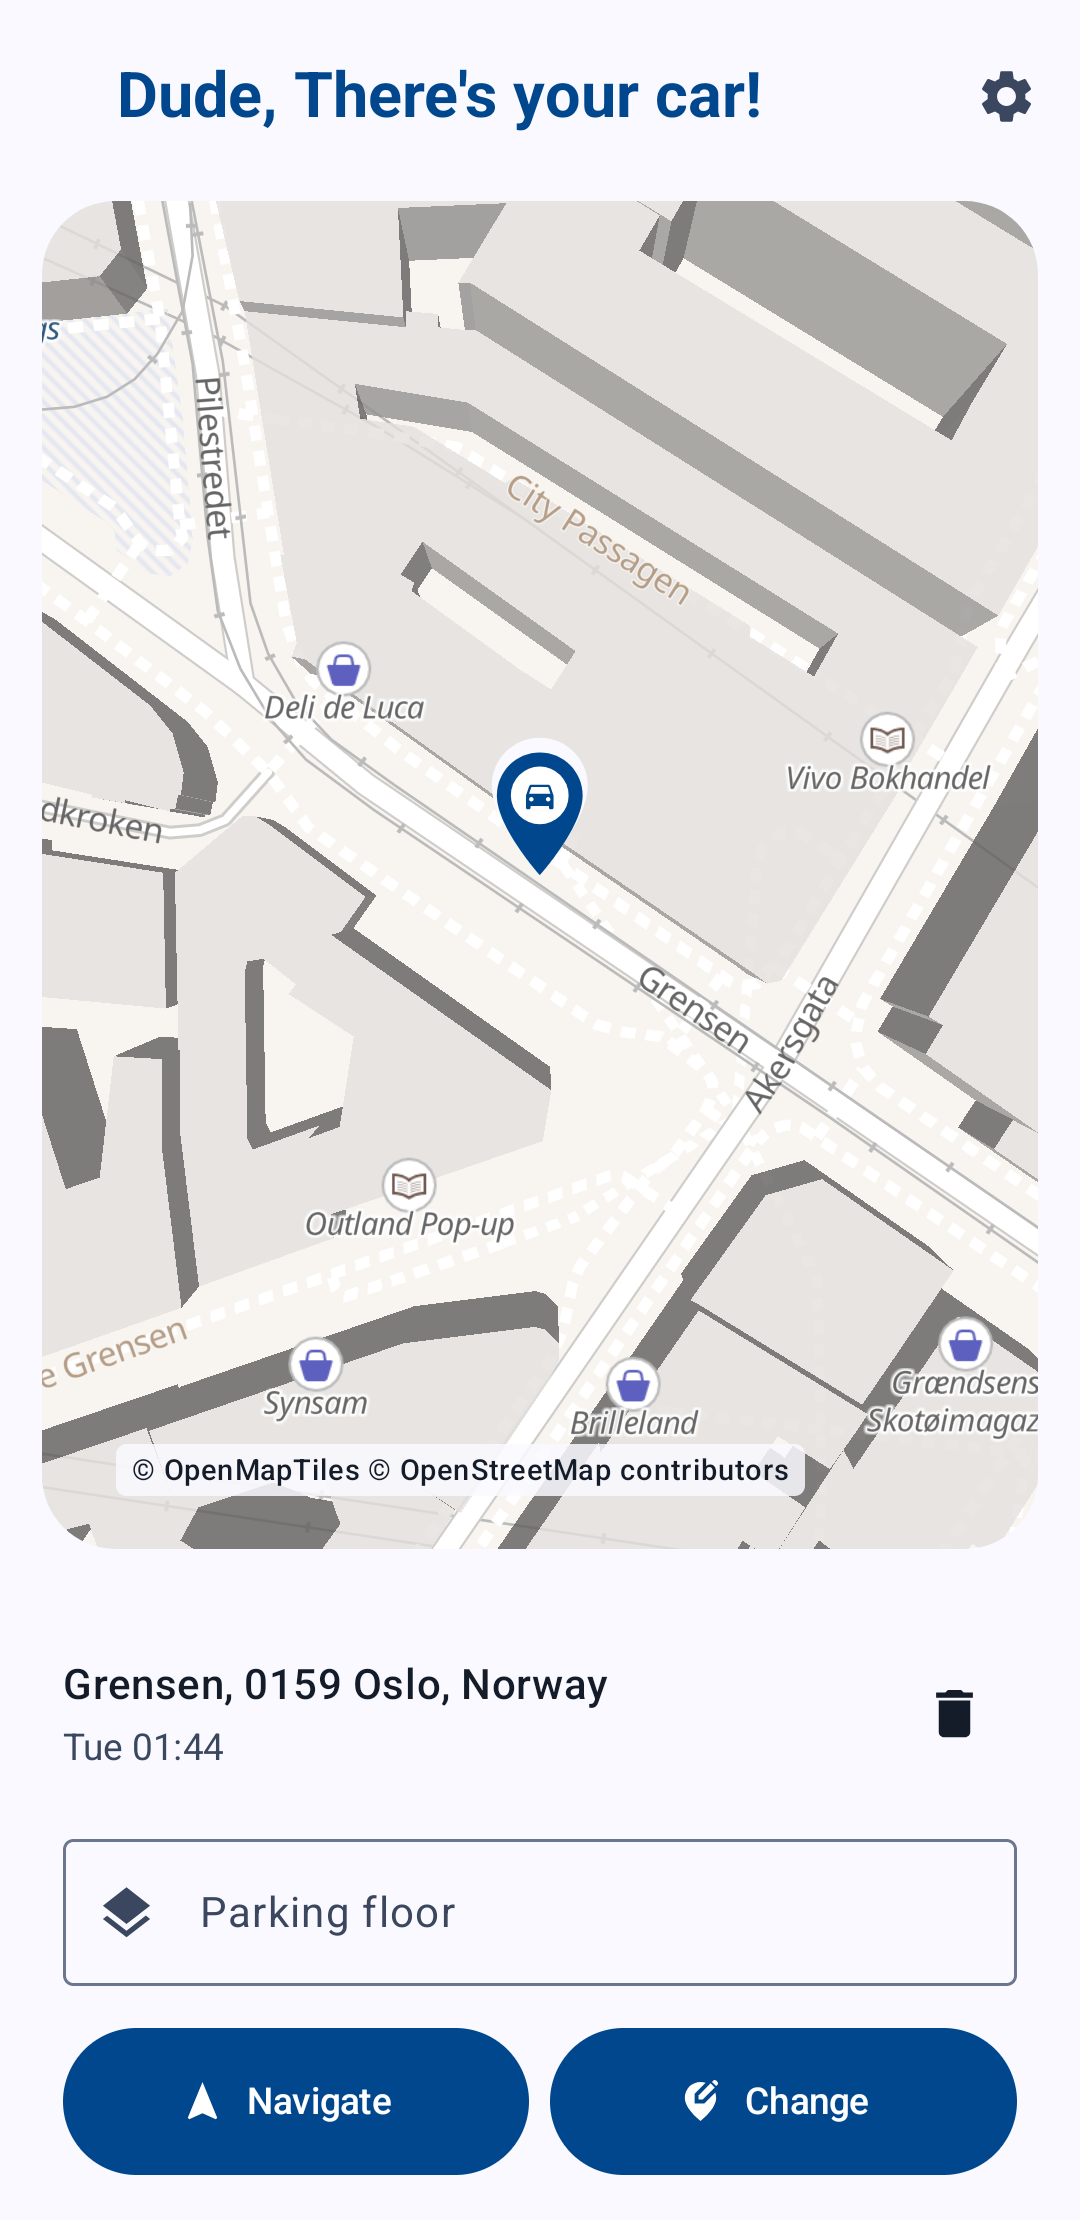 Dude, There's your car!
gs
Pilestredet
City Passagen
Deli de Luca
Vivo Bokhandel
dkroken
Grensen
Akersgata
Outland Pop-up
e Grensen
Synsam
Brilleland
Grændsens
Skotøimagaz
© OpenMapTiles © OpenStreetMap contributors
Grensen, 0159 Oslo, Norway
Tue 01:44
Parking floor
Navigate
Change